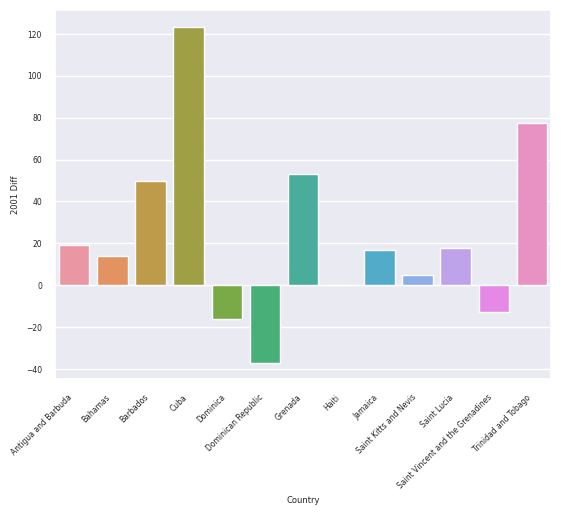 120
100
80
60
40
20
0
−20
−40
2001 Diff
Antigua and Barbuda
Bahamas
Barbados
Cuba
Dominica
Dominican Republic
Grenada
Haiti
Jamaica
Saint Kitts and Nevis
Saint Lucia
Saint Vincent and the Grenadines
Trinidad and Tobago
Country